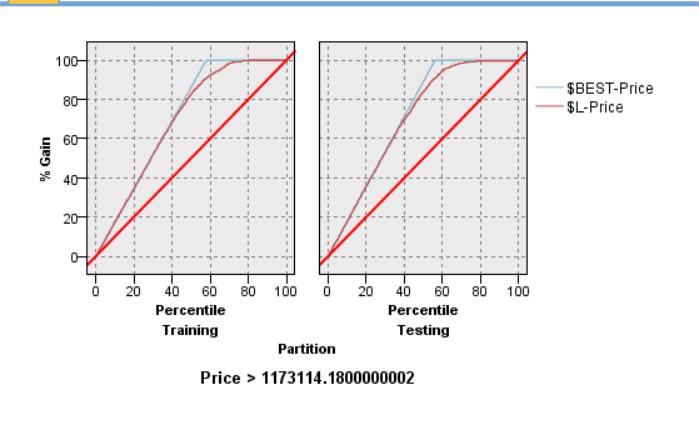 100
80
60
40
20
0
% Gain
0 20 40 60 80 100
Percentile
Training
0 20 40 60 80 100
Percentile
Testing
$BEST-Price
$L-Price
Partition
Price > 1173114.1800000002